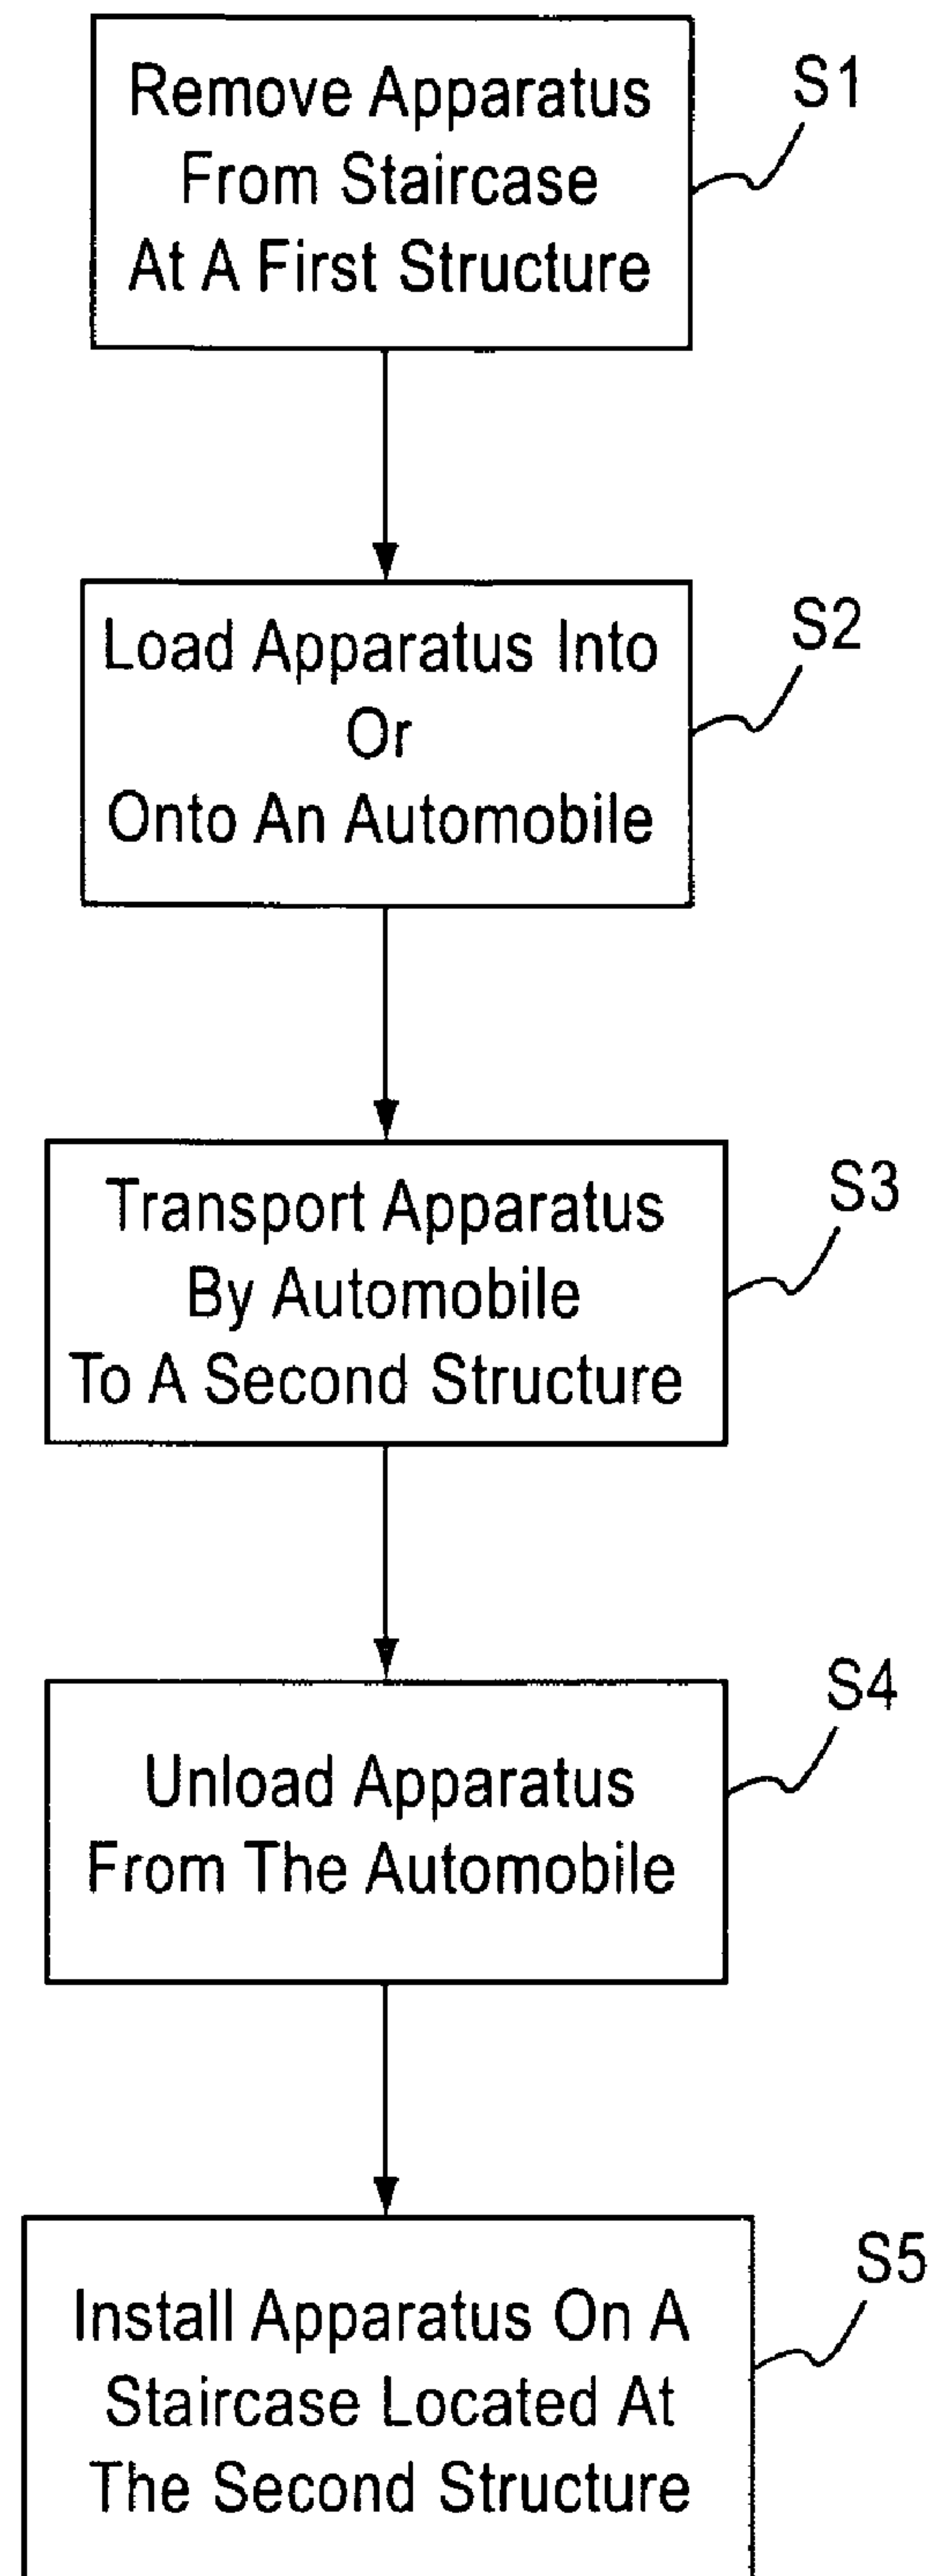 Remove Apparatus
From Staircase
At A First Structure
S1
Load Apparatus Into
Or
Onto An Automobile
S2
Transport Apparatus
By Automobile
To A Second Structure
S3
Unload Apparatus
From The Automobile
S4
Install Apparatus On A
Staircase Located At
The Second Structure
S5